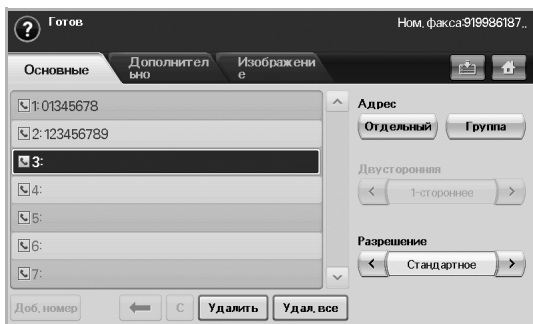 ? Готов
Ном. факса:919986187..
Основные
Дополнител
ьно
Изображени
е
1: 01345678
2: 123456789
3:
4:
5:
6:
7:
Адрес
Отдельный
Группа
Двусторонняя
< 1-стороннее >
Разрешение
< Стандартное >
Доб. номер
C
Удалить
Удал. все